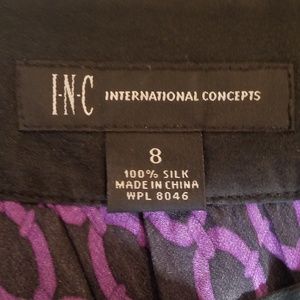 I·N·C INTERNATIONAL CONCEPTS
8
100% SILK
MADE IN CHINA
WPL 8046